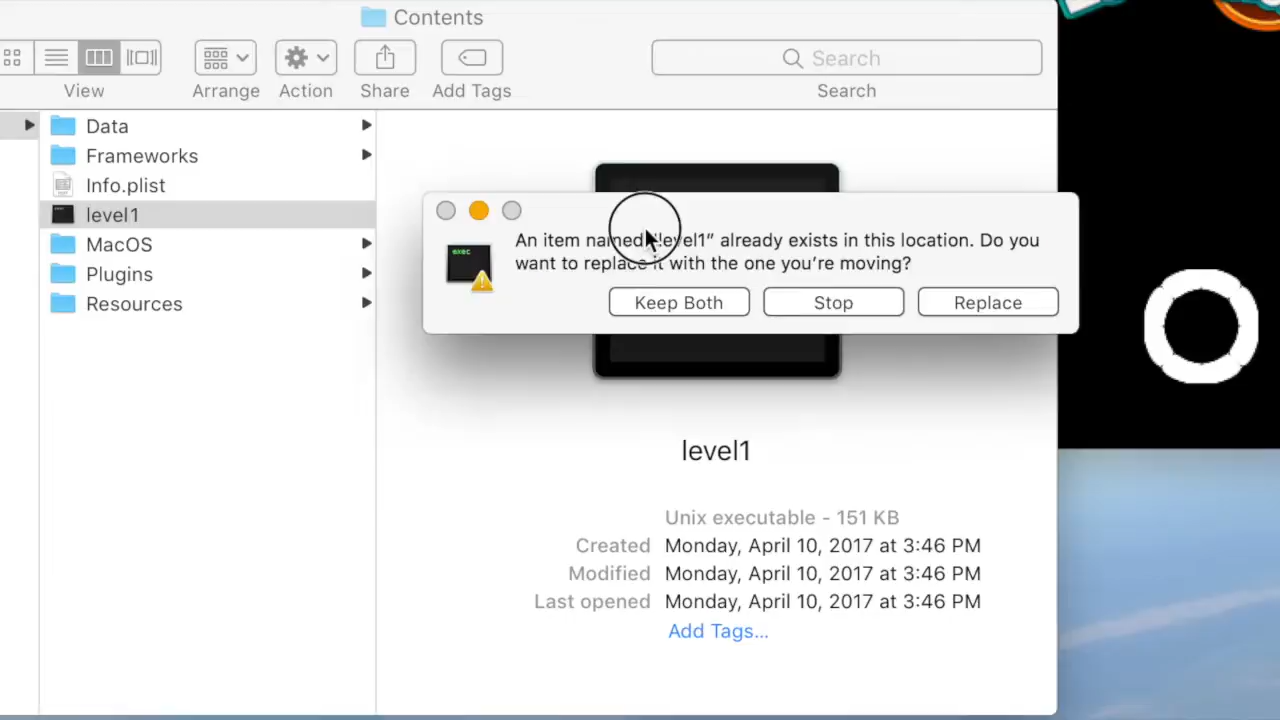 Contents
Search
View
Arrange
Action
Share
Add Tags
Search
Data
Frameworks
Info.plist
level1
MacOS
Plugins
Resources
exec
An item named “level1” already exists in this location. Do you
want to replace it with the one you’re moving?
Keep Both
Stop
Replace
level1
Unix executable - 151 KB
Created Monday, April 10, 2017 at 3:46 PM
Modified Monday, April 10, 2017 at 3:46 PM
Last opened Monday, April 10, 2017 at 3:46 PM
Add Tags...